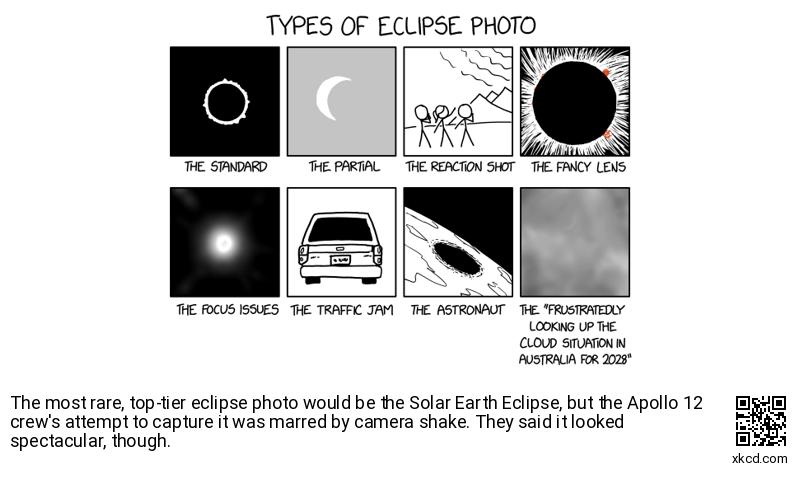 TYPES OF ECLIPSE PHOTO
THE STANDARD
THE PARTIAL
THE REACTION SHOT
THE FANCY LENS
THE FOCUS ISSUES
THE TRAFFIC JAM
THE ASTRONAUT
THE "FRUSTRATEDLY
LOOKING UP THE
CLOUD SITUATION IN
AUSTRALIA FOR 2028"
The most rare, top-tier eclipse photo would be the Solar Earth Eclipse, but the Apollo 12
crew's attempt to capture it was marred by camera shake. They said it looked
spectacular, though.
xkcd.com